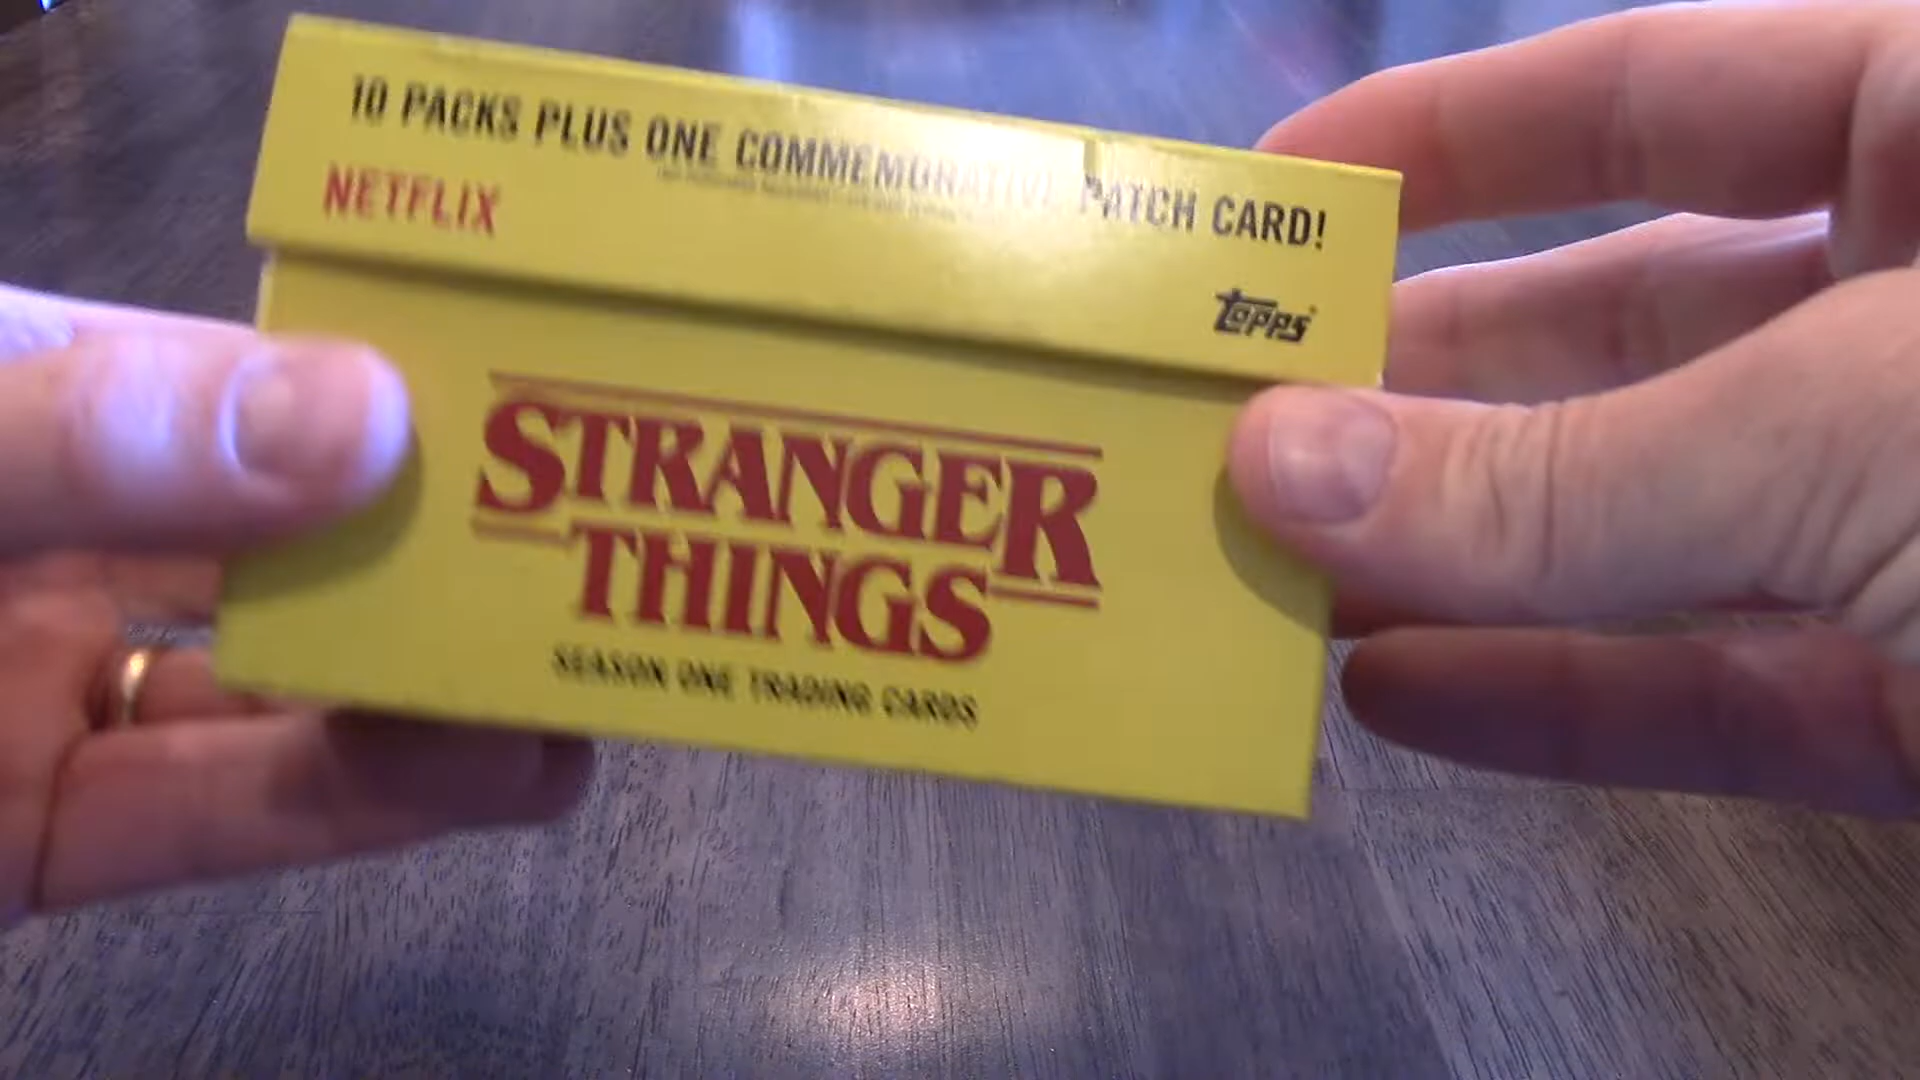 10 PACKS PLUS ONE COMMEMORATIVE PATCH CARD!
NETFLIX
Topps
STRANGER
THINGS
SEASON ONE TRADING CARDS